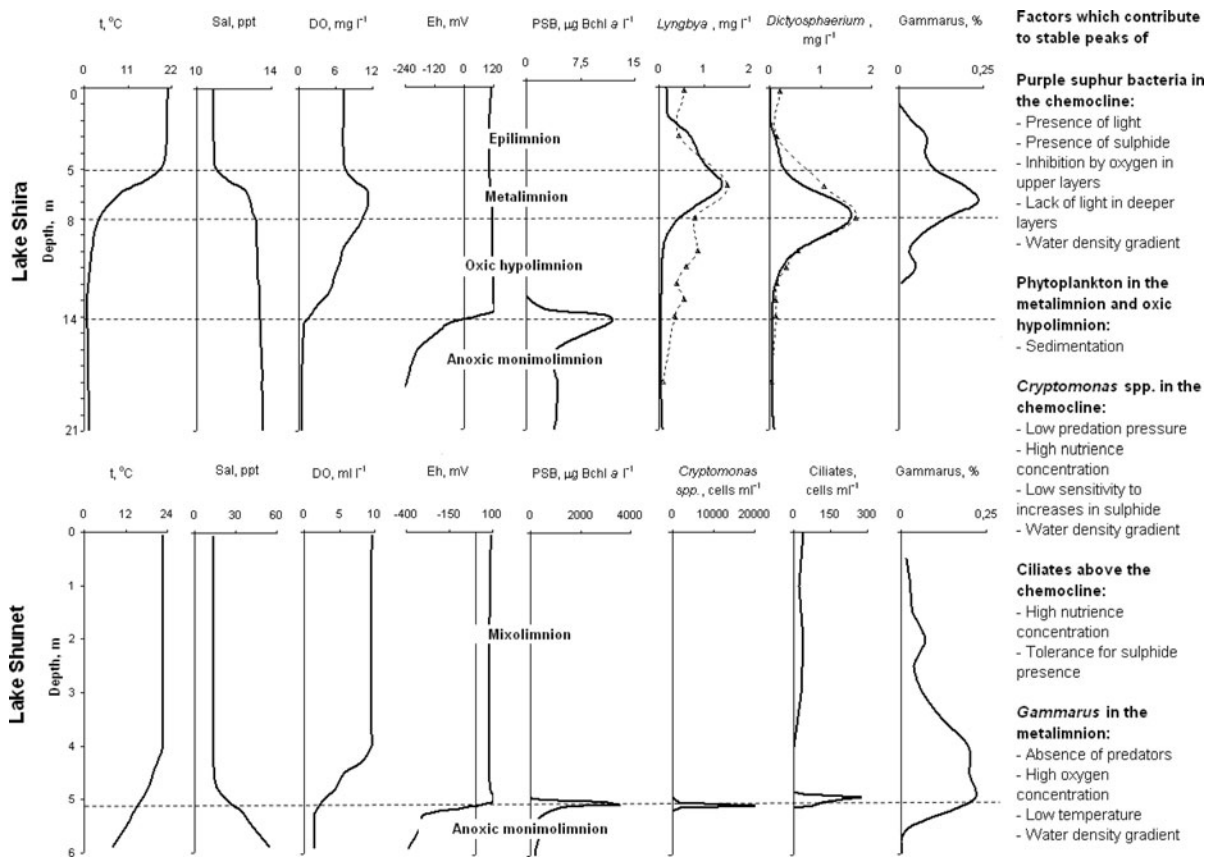 t, °C
Sal, ppt
DO, mg l⁻¹
Eh, mV
PSB, µg Bchl a l⁻¹
Lyngbya , mg l⁻¹
Dictyosphaerium ,
mg l⁻¹
Gammarus, %
0 11 22
10 14
0 6 12
-240 -120 0 120
0 7,5 15
0 1 2
0 1 2
0 0,25
Lake Shira
Depth, m
0
5
8
14
21
Epilimnion
Metalimnion
Oxic hypolimnion
Anoxic monimolimnion
t, °C
Sal, ppt
DO, ml l⁻¹
Eh, mV
PSB, µg Bchl a l⁻¹
Cryptomonas
spp., cells ml⁻¹
Ciliates,
cells ml⁻¹
Gammarus, %
0 12 24
0 30 60
0 5 10
-400 -150 100
0 2000 4000
0 10000 20000
0 150 300
0 0,25
Lake Shunet
Depth, m
0
1
2
3
4
5
6
Mixolimnion
Anoxic monimolimnion
Factors which contribute
to stable peaks of
Purple suphur bacteria in
the chemocline:
- Presence of light
- Presence of sulphide
- Inhibition by oxygen in
upper layers
- Lack of light in deeper
layers
- Water density gradient
Phytoplankton in the
metalimnion and oxic
hypolimnion:
- Sedimentation
Cryptomonas spp. in the
chemocline:
- Low predation pressure
- High nutrience
concentration
- Low sensitivity to
increases in sulphide
- Water density gradient
Ciliates above the
chemocline:
- High nutrience
concentration
- Tolerance for sulphide
presence
Gammarus in the
metalimnion:
- Absence of predators
- High oxygen
concentration
- Low temperature
- Water density gradient